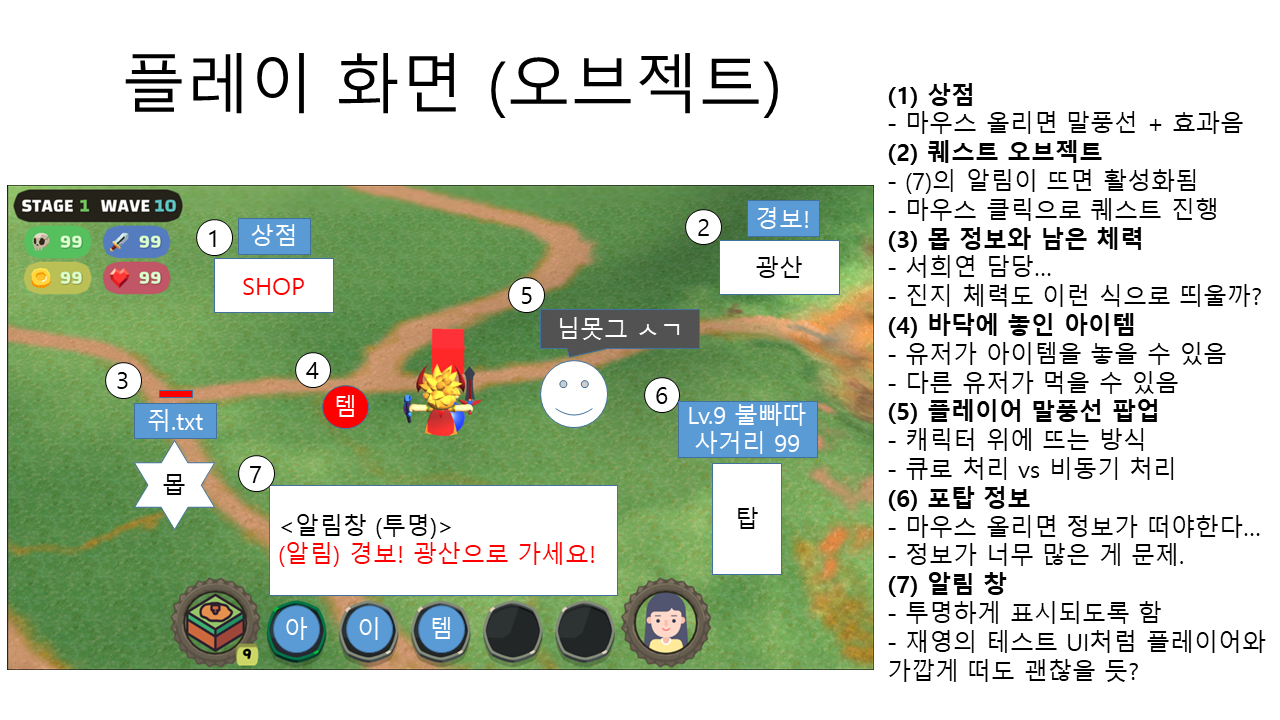 플레이 화면 (오브젝트)
STAGE 1 WAVE 10
99 99
99 99
1
상점
SHOP
2
경보!
광산
5
님못그 ㅅㄱ
3
쥐.txt
몹
4
템
6
Lv.9 불빠따
사거리 99
탑
7
<알림창 (투명)>
(알림) 경보! 광산으로 가세요!
9
아
이
템
(1) 상점
- 마우스 올리면 말풍선 + 효과음
(2) 퀘스트 오브젝트
- (7)의 알림이 뜨면 활성화됨
- 마우스 클릭으로 퀘스트 진행
(3) 몹 정보와 남은 체력
- 서희연 담당...
- 진지 체력도 이런 식으로 띄울까?
(4) 바닥에 놓인 아이템
- 유저가 아이템을 놓을 수 있음
- 다른 유저가 먹을 수 있음
(5) 플레이어 말풍선 팝업
- 캐릭터 위에 뜨는 방식
- 큐로 처리 vs 비동기 처리
(6) 포탑 정보
- 마우스 올리면 정보가 떠야한다...
- 정보가 너무 많은 게 문제.
(7) 알림 창
- 투명하게 표시되도록 함
- 재영의 테스트 UI처럼 플레이어와
가깝게 떠도 괜찮을 듯?